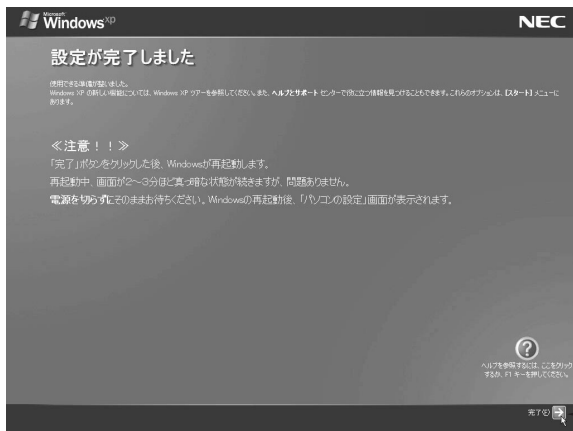 Microsoft
Windows xp
NEC
設定が完了しました
使用できる準備が整いました。
Windows XP の新しい機能については、Windows XP ツアーを参照してください。また、ヘルプとサポート センターで役に立つ情報を見つけることもできます。これらのオプションは、[スタート] メニューに
あります。
≪注意!!≫
「完了」ボタンをクリックした後、Windowsが再起動します。
再起動中、画面が2～3分ほど真っ暗な状態が続きますが、問題ありません。
電源を切らずにそのままお待ちください。Windowsの再起動後、「パソコンの設定」画面が表示されます。
ヘルプを参照するには、ここをクリック
するか、F1 キーを押してください。
完了(F)